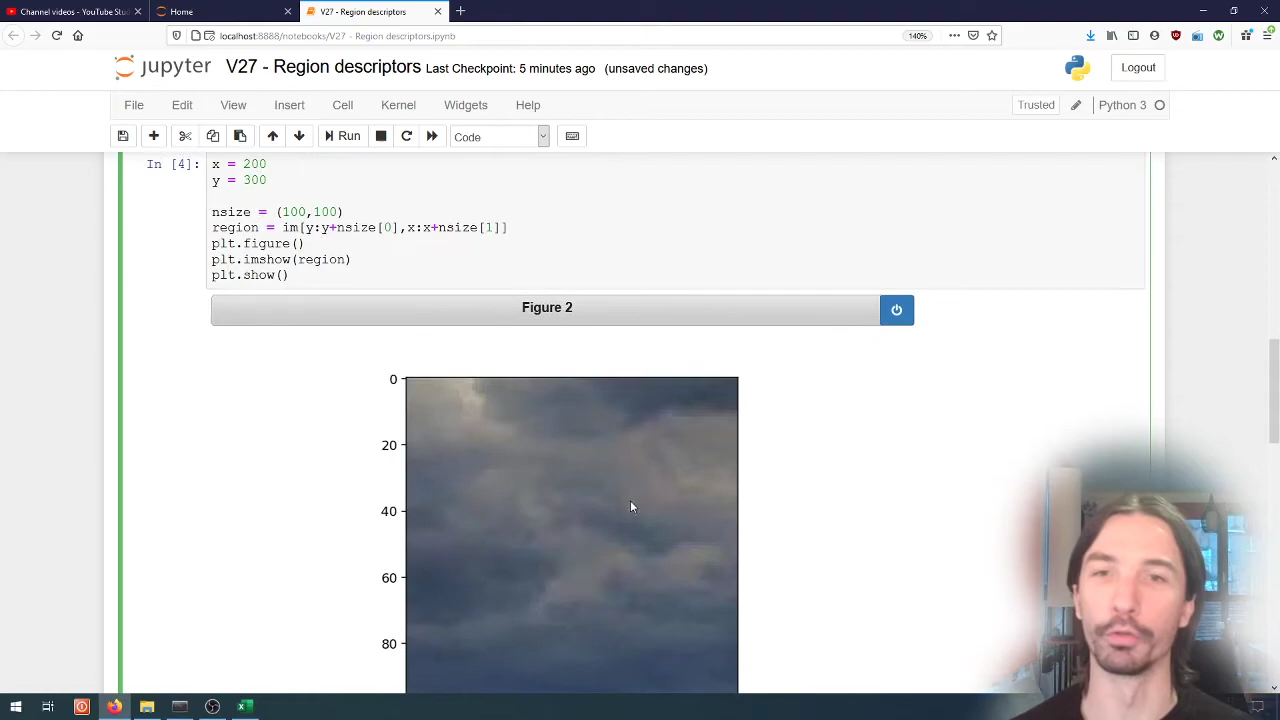 Channel videos - YouTube Stu
Home
V27 - Region descriptors
localhost:8888/notebooks/V27 - Region descriptors.ipynb
140%
jupyter V27 - Region descriptors Last Checkpoint: 5 minutes ago (unsaved changes)
Logout
File Edit View Insert Cell Kernel Widgets Help
Trusted
Python 3
Run
Code
In [4]:
x = 200
y = 300
nsize = (100,100)
region = im[y:y+nsize[0],x:x+nsize[1]]
plt.figure()
plt.imshow(region)
plt.show()
Figure 2
0
20
40
60
80